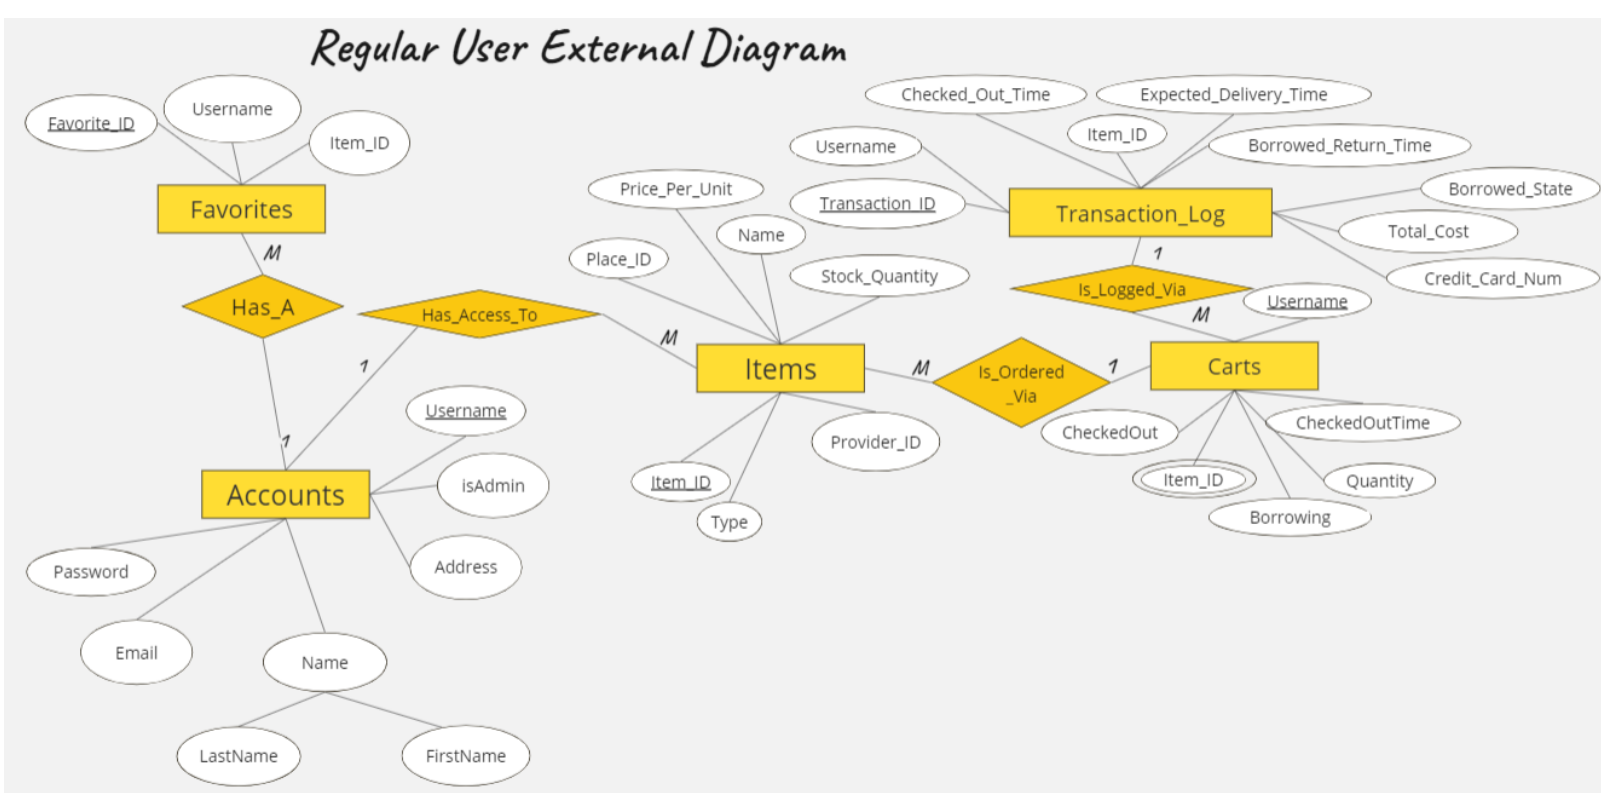 Regular User External Diagram
Favorite_ID
Username
Item_ID
Favorites
M
Has_A
1
Has_Access_To
1
M
Accounts
Username
isAdmin
Address
Password
Email
Name
LastName
FirstName
Price_Per_Unit
Name
Place_ID
Stock_Quantity
Items
Item_ID
Type
Provider_ID
M
Is_Ordered
_Via
1
Checked_Out_Time
Expected_Delivery_Time
Item_ID
Username
Borrowed_Return_Time
Transaction_ID
Transaction_Log
Borrowed_State
Total_Cost
Credit_Card_Num
1
Is_Logged_Via
M
Username
Carts
CheckedOut
CheckedOutTime
Item_ID
Quantity
Borrowing